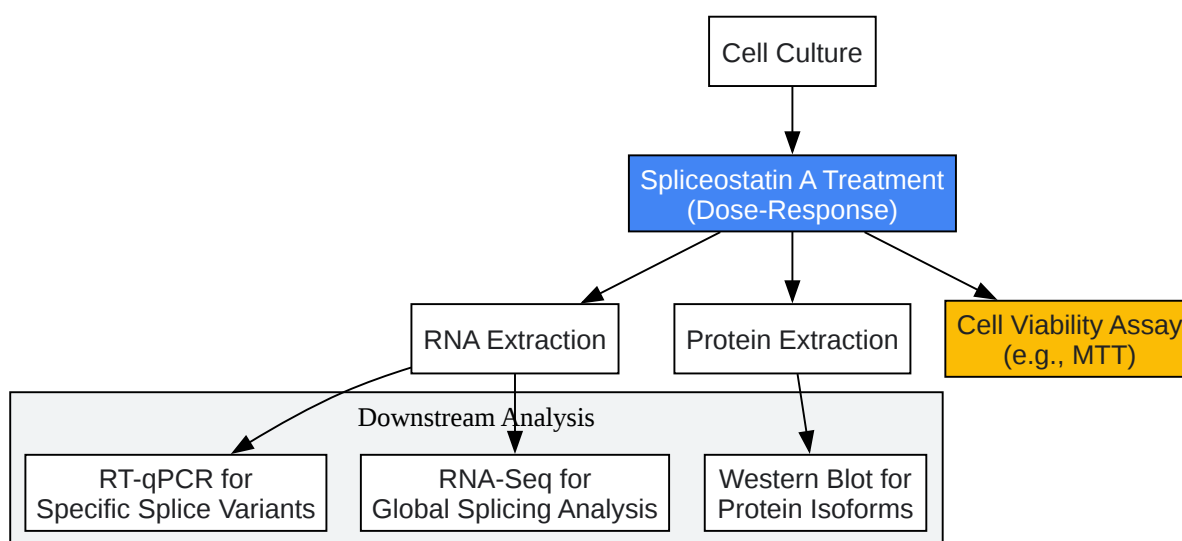 Cell Culture
Spliceostatin A Treatment
(Dose-Response)
RNA Extraction
Protein Extraction
Cell Viability Assay
(e.g., MTT)
Downstream Analysis
RT-qPCR for
Specific Splice Variants
RNA-Seq for
Global Splicing Analysis
Western Blot for
Protein Isoforms